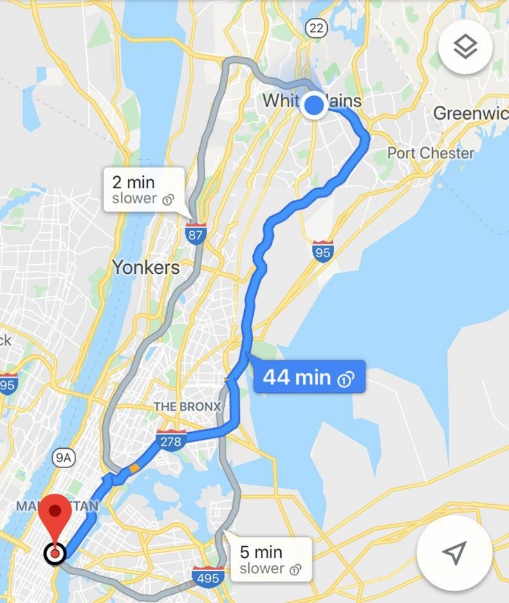 22
White Plains
Greenwic
Port Chester
2 min
slower
87
95
Yonkers
ck
44 min
95
THE BRONX
278
9A
MANHATTAN
5 min
slower
495